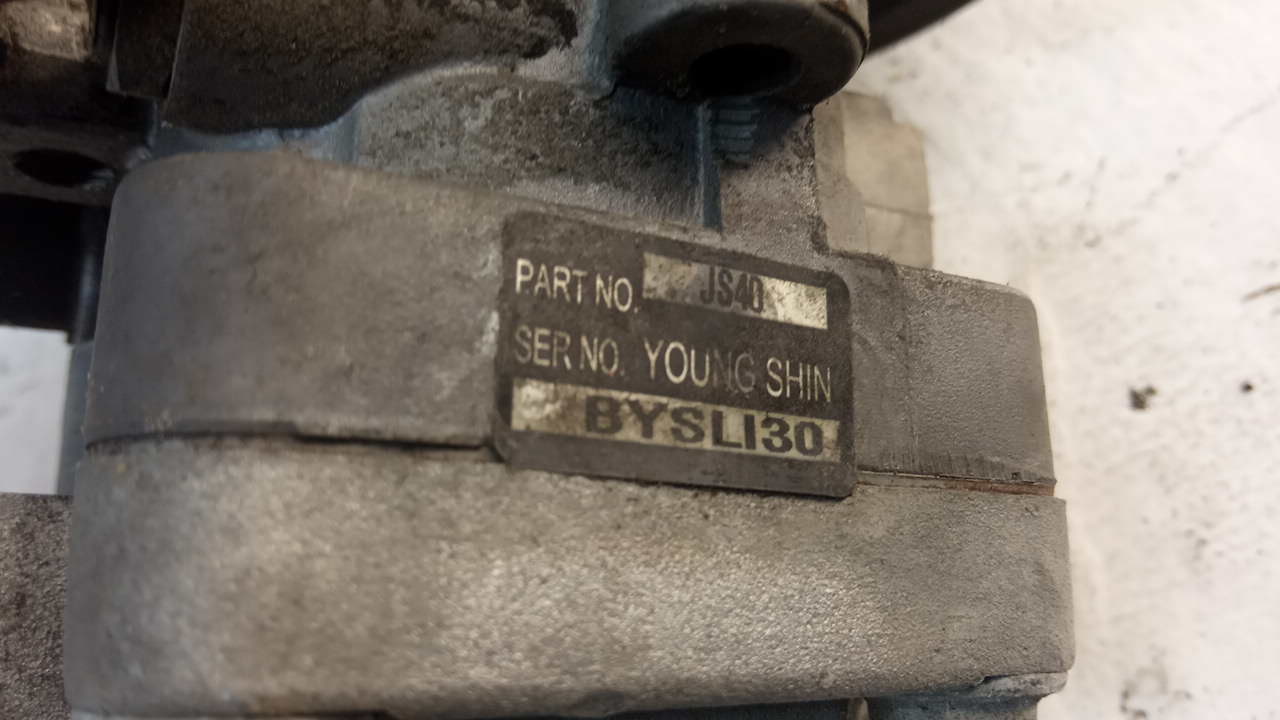 PART NO. JS40
SER NO. YOUNG SHIN
BYSLI30